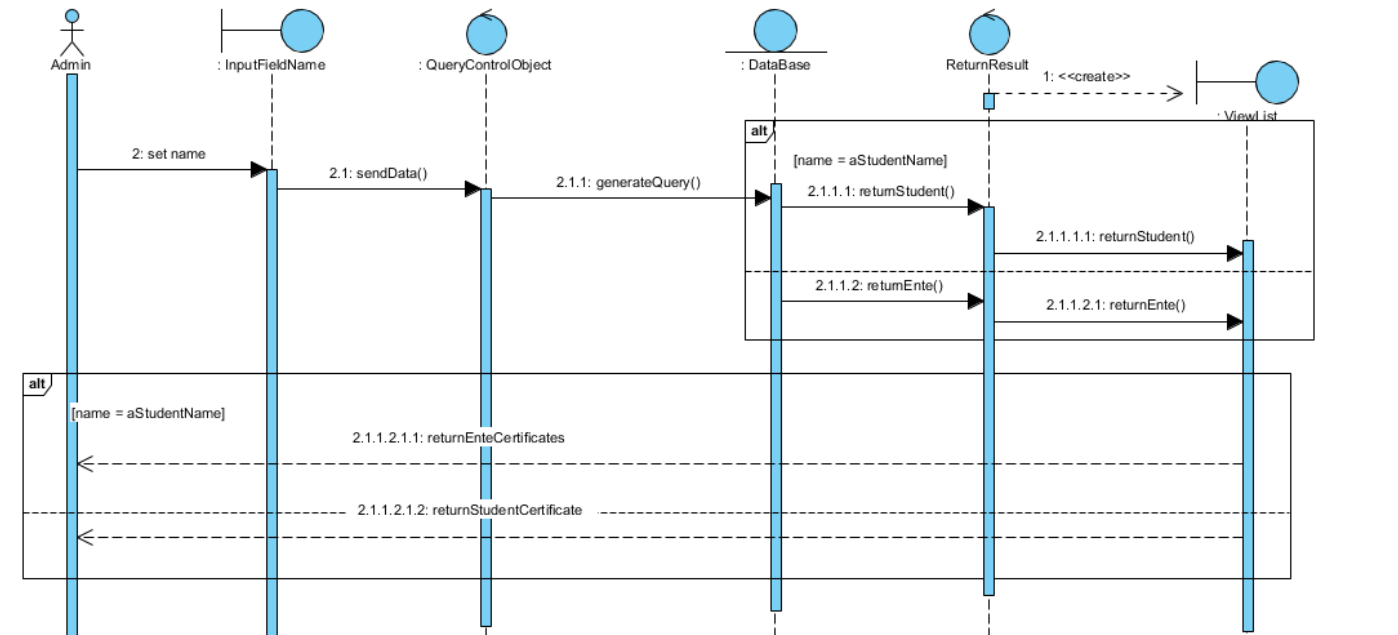 Admin
: InputFieldName
: QueryControlObject
: DataBase
ReturnResult
1: <<create>>
: ViewList
alt
[name = aStudentName]
2: set name
2.1: sendData()
2.1.1: generateQuery()
2.1.1.1: returnStudent()
2.1.1.1.1: returnStudent()
2.1.1.2: returnEnte()
2.1.1.2.1: returnEnte()
alt
[name = aStudentName]
2.1.1.2.1.1: returnEnteCertificates
2.1.1.2.1.2: returnStudentCertificate